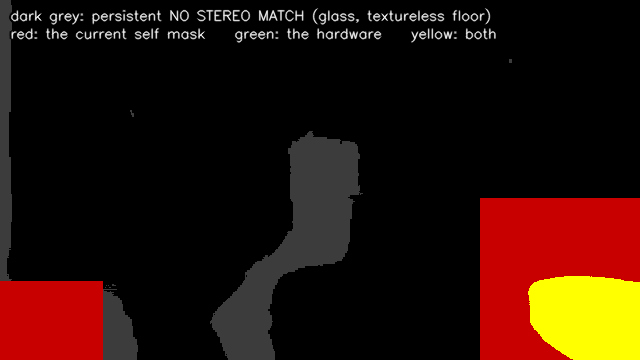 dark grey: persistent NO STEREO MATCH (glass, textureless floor)
red: the current self mask green: the hardware yellow: both